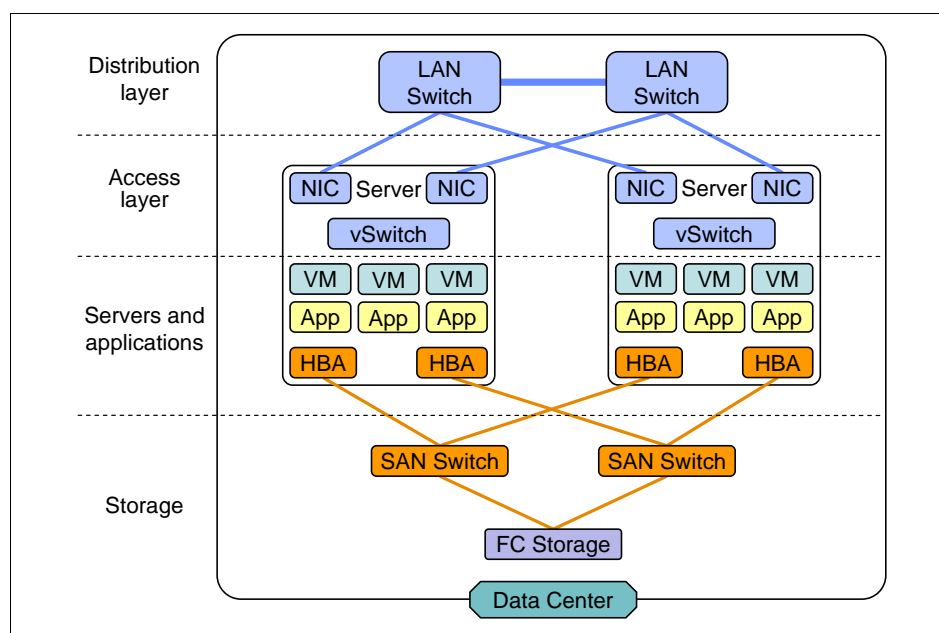 Distribution
layer
LAN
Switch
LAN
Switch
Access
layer
NIC Server NIC
NIC Server NIC
vSwitch
vSwitch
Servers and
applications
VM VM VM
VM VM VM
App App App
App App App
HBA HBA
HBA HBA
Storage
SAN Switch
SAN Switch
FC Storage
Data Center